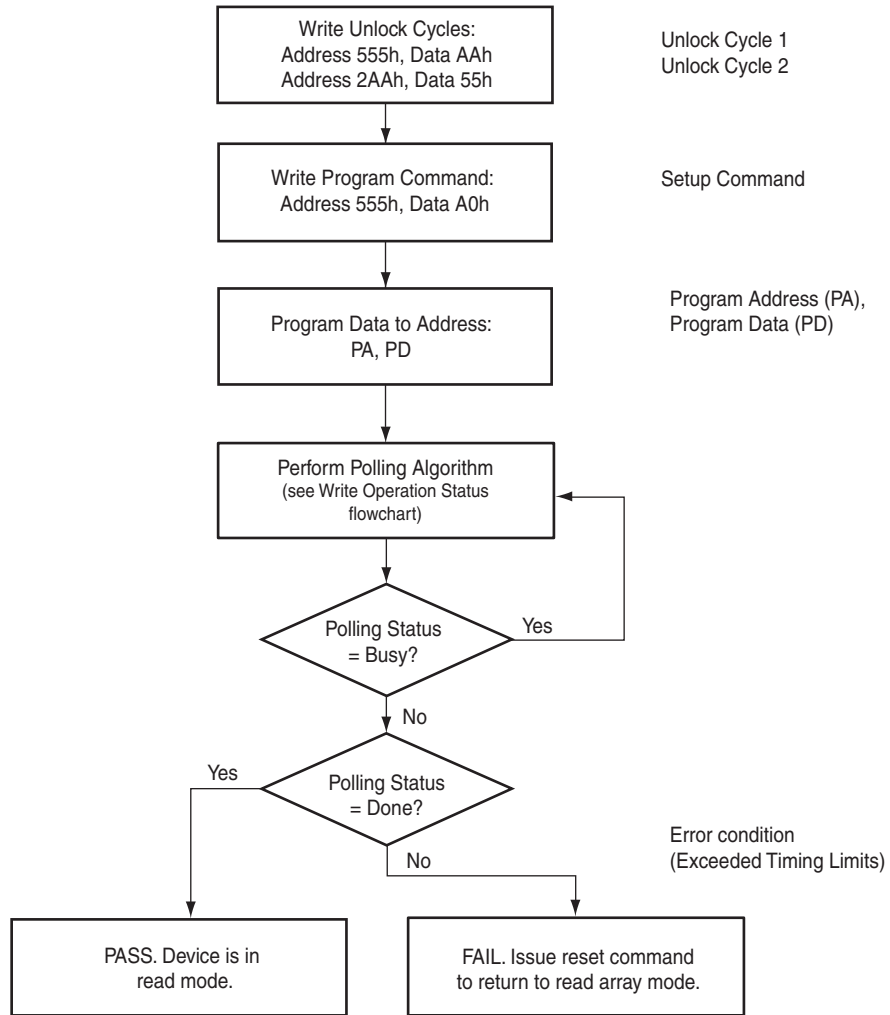 Write Unlock Cycles:
Address 555h, Data AAh
Address 2AAh, Data 55h
Unlock Cycle 1
Unlock Cycle 2
Write Program Command:
Address 555h, Data A0h
Setup Command
Program Data to Address:
PA, PD
Program Address (PA),
Program Data (PD)
Perform Polling Algorithm
(see Write Operation Status
flowchart)
Polling Status
= Busy?
Yes
No
Polling Status
= Done?
Yes
No
Error condition
(Exceeded Timing Limits)
PASS. Device is in
read mode.
FAIL. Issue reset command
to return to read array mode.